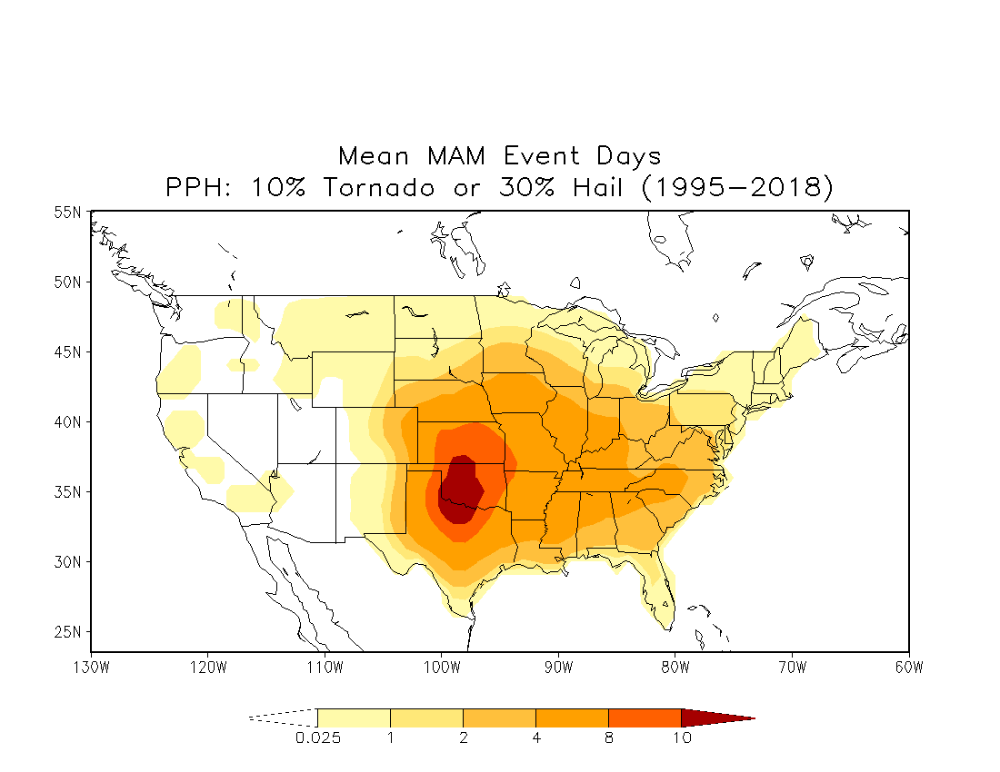 Mean MAM Event Days
PPH: 10% Tornado or 30% Hail (1995−2018)
55N
50N
45N
40N
35N
30N
25N
130W 120W 110W 100W 90W 80W 70W 60W
0.025 1 2 4 8 10